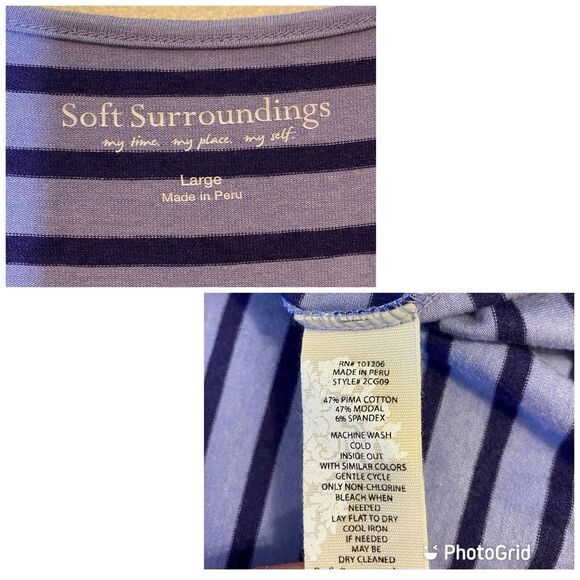 Soft Surroundings
my time. my place. my self.
Large
Made in Peru
RN# 101206
MADE IN PERU
STYLE# 2CG09
47% PIMA COTTON
47% MODAL
6% SPANDEX
MACHINE WASH
COLD
INSIDE OUT
WITH SIMILAR COLORS
GENTLE CYCLE
ONLY NON-CHLORINE
BLEACH WHEN
NEEDED
LAY FLAT TO DRY
COOL IRON
IF NEEDED
MAY BE
DRY CLEANED
PhotoGrid